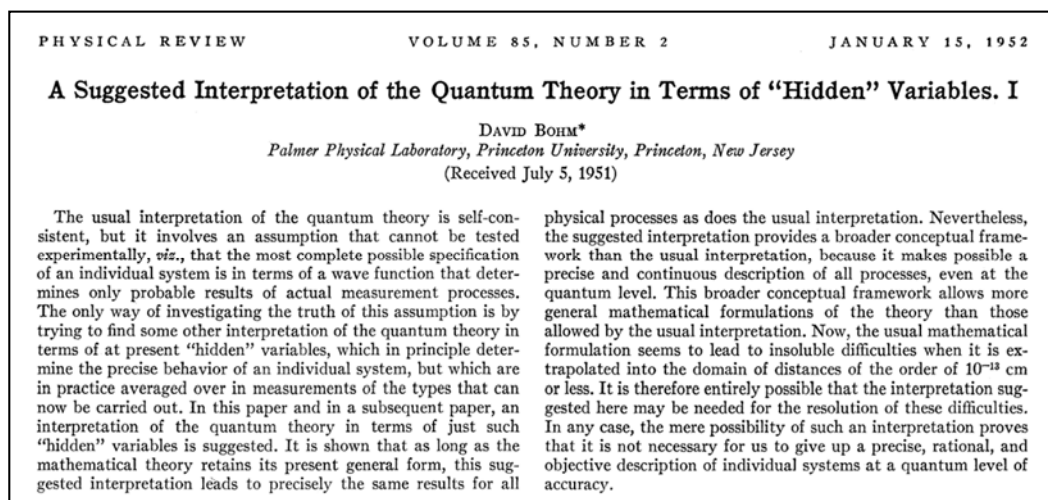 PHYSICAL REVIEW VOLUME 85, NUMBER 2 JANUARY 15, 1952
A Suggested Interpretation of the Quantum Theory in Terms of “Hidden” Variables. I
DAVID BOHM*
Palmer Physical Laboratory, Princeton University, Princeton, New Jersey
(Received July 5, 1951)
The usual interpretation of the quantum theory is self-con-
sistent, but it involves an assumption that cannot be tested
experimentally, viz., that the most complete possible specification
of an individual system is in terms of a wave function that deter-
mines only probable results of actual measurement processes.
The only way of investigating the truth of this assumption is by
trying to find some other interpretation of the quantum theory in
terms of at present “hidden” variables, which in principle deter-
mine the precise behavior of an individual system, but which are
in practice averaged over in measurements of the types that can
now be carried out. In this paper and in a subsequent paper, an
interpretation of the quantum theory in terms of just such
“hidden” variables is suggested. It is shown that as long as the
mathematical theory retains its present general form, this sug-
gested interpretation leads to precisely the same results for all
physical processes as does the usual interpretation. Nevertheless,
the suggested interpretation provides a broader conceptual frame-
work than the usual interpretation, because it makes possible a
precise and continuous description of all processes, even at the
quantum level. This broader conceptual framework allows more
general mathematical formulations of the theory than those
allowed by the usual interpretation. Now, the usual mathematical
formulation seems to lead to insoluble difficulties when it is ex-
trapolated into the domain of distances of the order of 10⁻¹³ cm
or less. It is therefore entirely possible that the interpretation sug-
gested here may be needed for the resolution of these difficulties.
In any case, the mere possibility of such an interpretation proves
that it is not necessary for us to give up a precise, rational, and
objective description of individual systems at a quantum level of
accuracy.